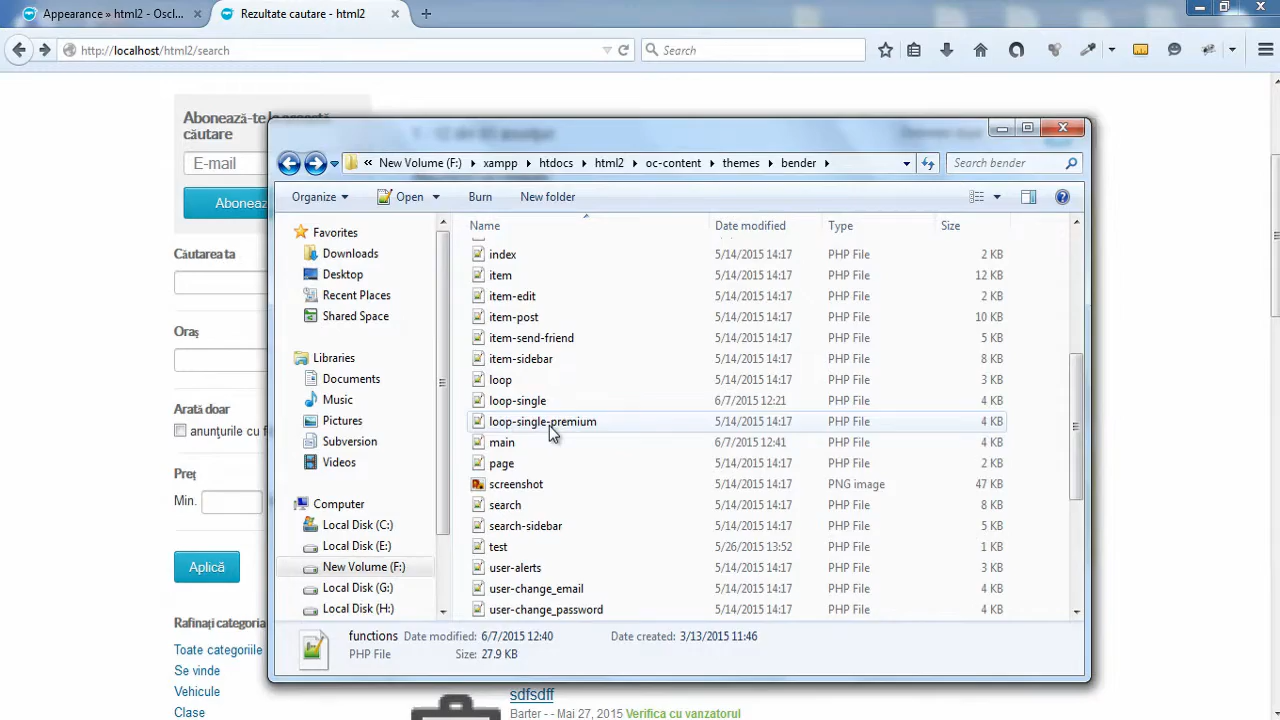 Appearance » html2 - Oscl...
Rezultate cautare - html2
http://localhost/html2/search
Search
Abonează-te la această
căutare
E-mail
Abonează
Căutarea ta
Oraş
Arată doar
anunţurile cu f
Preţ
Min.
Aplică
Rafinaţi categoria
Toate categoriile
Se vinde
Vehicule
Clase
« New Volume (F:) xampp htdocs html2 oc-content themes bender
Search bender
Organize Open Burn New folder
Favorites
Downloads
Desktop
Recent Places
Shared Space
Libraries
Documents
Music
Pictures
Subversion
Videos
Computer
Local Disk (C:)
Local Disk (E:)
New Volume (F:)
Local Disk (G:)
Local Disk (H:)
Name Date modified Type Size
index 5/14/2015 14:17 PHP File 2 KB
item 5/14/2015 14:17 PHP File 12 KB
item-edit 5/14/2015 14:17 PHP File 2 KB
item-post 5/14/2015 14:17 PHP File 10 KB
item-send-friend 5/14/2015 14:17 PHP File 5 KB
item-sidebar 5/14/2015 14:17 PHP File 8 KB
loop 5/14/2015 14:17 PHP File 3 KB
loop-single 6/7/2015 12:21 PHP File 4 KB
loop-single-premium 5/14/2015 14:17 PHP File 4 KB
main 6/7/2015 12:41 PHP File 4 KB
page 5/14/2015 14:17 PHP File 2 KB
screenshot 5/14/2015 14:17 PNG image 47 KB
search 5/14/2015 14:17 PHP File 8 KB
search-sidebar 5/14/2015 14:17 PHP File 5 KB
test 5/26/2015 13:52 PHP File 1 KB
user-alerts 5/14/2015 14:17 PHP File 3 KB
user-change_email 5/14/2015 14:17 PHP File 4 KB
user-change_password 5/14/2015 14:17 PHP File 4 KB
functions Date modified: 6/7/2015 12:40 Date created: 3/13/2015 11:46
PHP File Size: 27.9 KB
sdfsdff
Barter - - Mai 27, 2015 Verifica cu vanzatorul